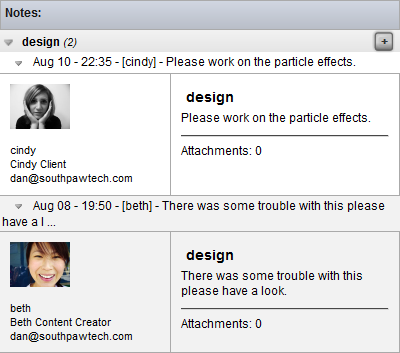 Notes:
design (2)
+
Aug 10 - 22:35 - [cindy] - Please work on the particle effects.
design
Please work on the particle effects.
Attachments: 0
cindy
Cindy Client
dan@southpawtech.com
Aug 08 - 19:50 - [beth] - There was some trouble with this please
have a l ...
design
There was some trouble with this
please have a look.
Attachments: 0
beth
Beth Content Creator
dan@southpawtech.com